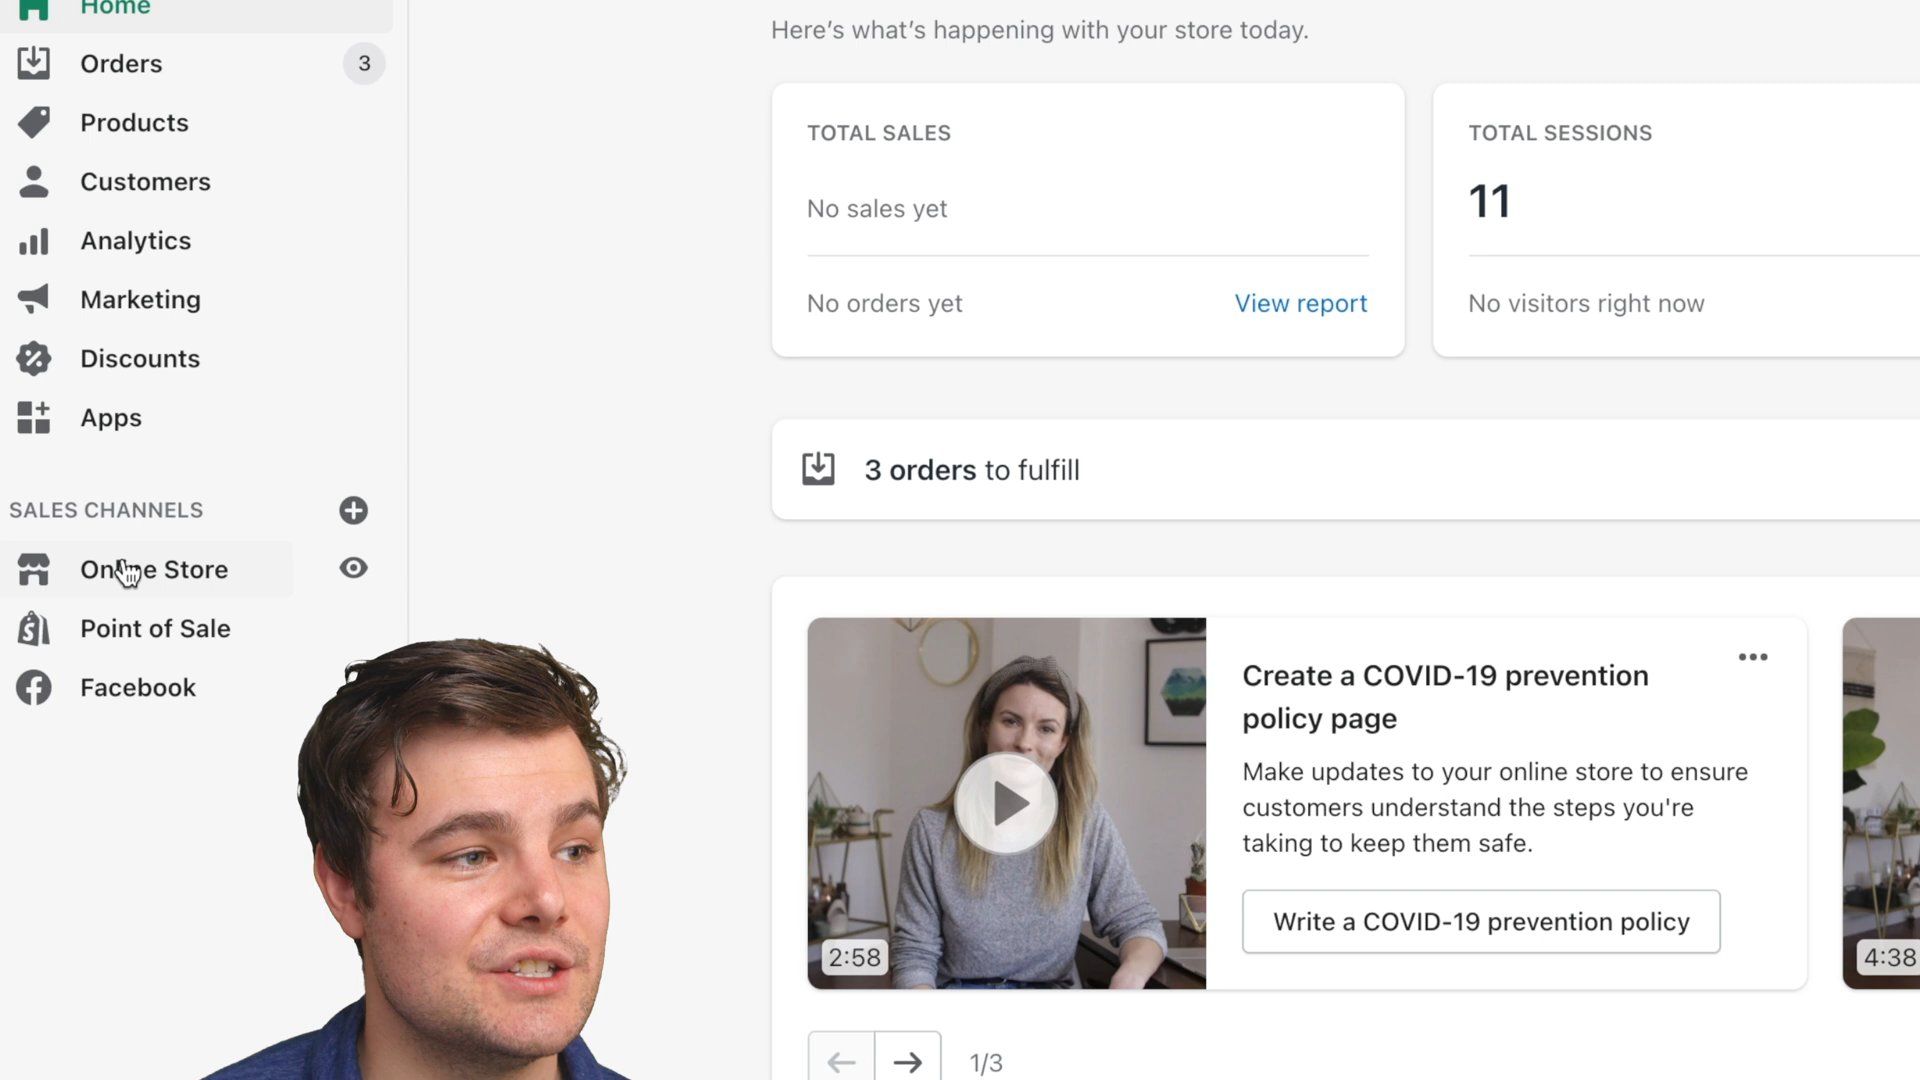 Home
Orders 3
Products
Customers
Analytics
Marketing
Discounts
Apps
SALES CHANNELS
Online Store
Point of Sale
Facebook
Here's what's happening with your store today.
TOTAL SALES
No sales yet
No orders yet View report
TOTAL SESSIONS
11
No visitors right now
3 orders to fulfill
2:58
Create a COVID-19 prevention
policy page
Make updates to your online store to ensure
customers understand the steps you're
taking to keep them safe.
Write a COVID-19 prevention policy
4:38
1/3